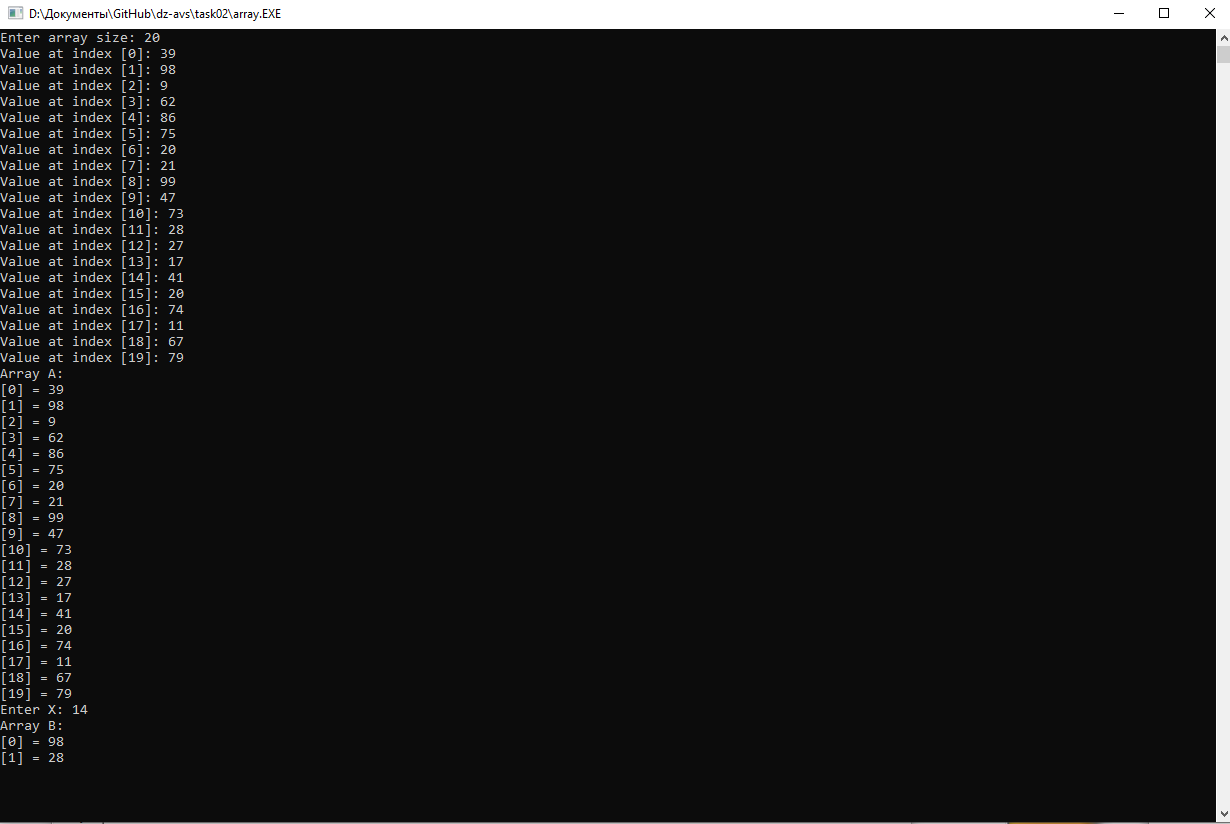 D:\Документы\GitHub\dz-avs\task02\array.EXE
Enter array size: 20
Value at index [0]: 39
Value at index [1]: 98
Value at index [2]: 9
Value at index [3]: 62
Value at index [4]: 86
Value at index [5]: 75
Value at index [6]: 20
Value at index [7]: 21
Value at index [8]: 99
Value at index [9]: 47
Value at index [10]: 73
Value at index [11]: 28
Value at index [12]: 27
Value at index [13]: 17
Value at index [14]: 41
Value at index [15]: 20
Value at index [16]: 74
Value at index [17]: 11
Value at index [18]: 67
Value at index [19]: 79
Array A:
[0] = 39
[1] = 98
[2] = 9
[3] = 62
[4] = 86
[5] = 75
[6] = 20
[7] = 21
[8] = 99
[9] = 47
[10] = 73
[11] = 28
[12] = 27
[13] = 17
[14] = 41
[15] = 20
[16] = 74
[17] = 11
[18] = 67
[19] = 79
Enter X: 14
Array B:
[0] = 98
[1] = 28